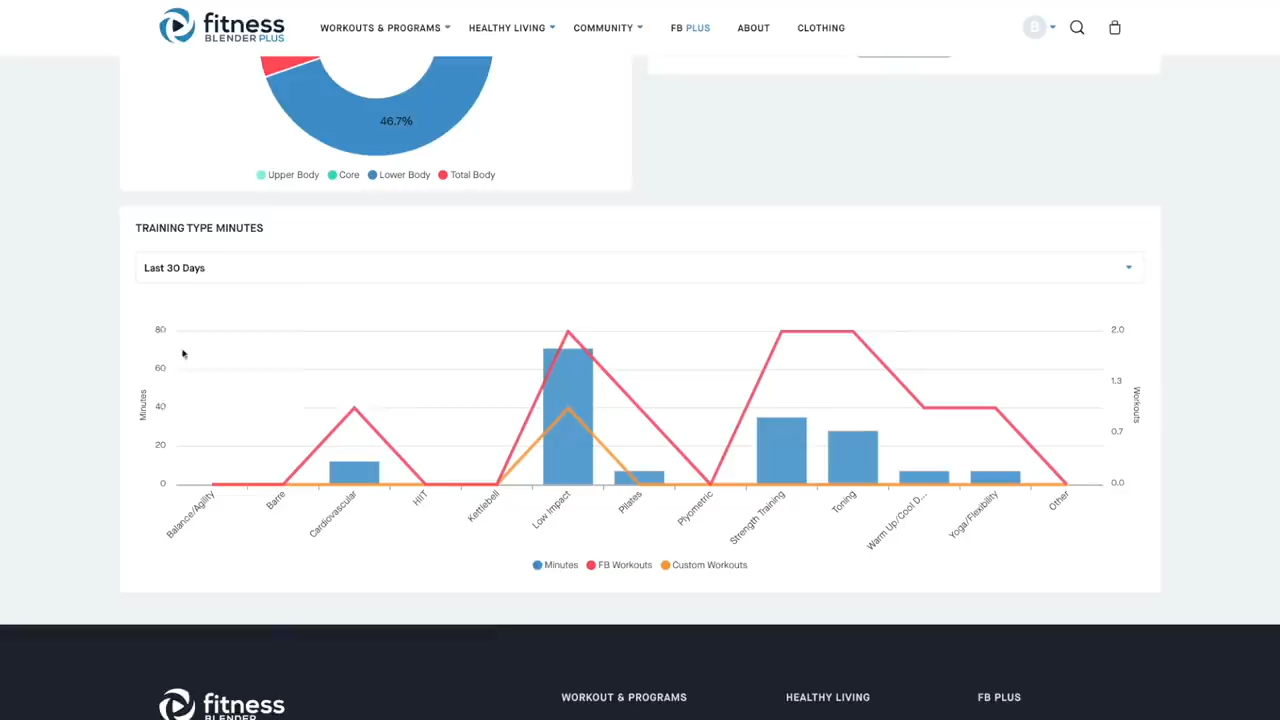 fitness
BLENDER PLUS
WORKOUTS & PROGRAMS
HEALTHY LIVING
COMMUNITY
FB PLUS
ABOUT
CLOTHING
B
46.7%
Upper Body
Core
Lower Body
Total Body
TRAINING TYPE MINUTES
Last 30 Days
80
60
40
20
0
Minutes
2.0
1.3
0.7
0.0
Workouts
Balance/Agility
Barre
Cardiovascular
HIIT
Kettlebell
Low Impact
Pilates
Plyometric
Strength Training
Toning
Warm Up/Cool D...
Yoga/Flexibility
Other
Minutes
FB Workouts
Custom Workouts
fitness
BLENDER
WORKOUT & PROGRAMS
HEALTHY LIVING
FB PLUS